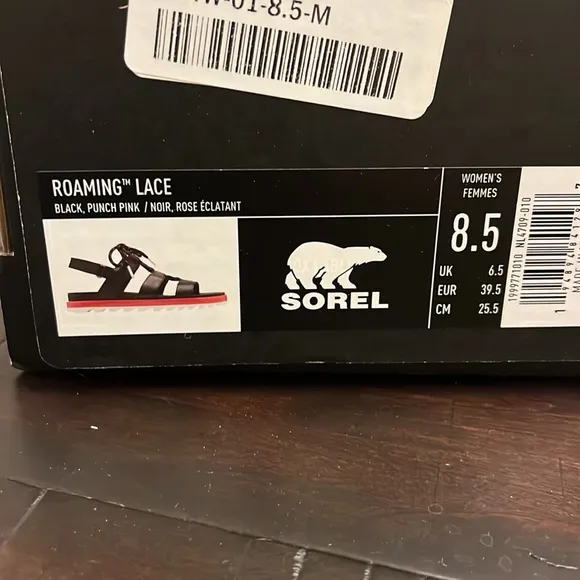 W-01-8.5-M
ROAMING™ LACE
BLACK, PUNCH PINK / NOIR, ROSE ÉCLATANT
SOREL
WOMEN'S
FEMMES
8.5
UK 6.5
EUR 39.5
CM 25.5
1999771010 NL4709-010